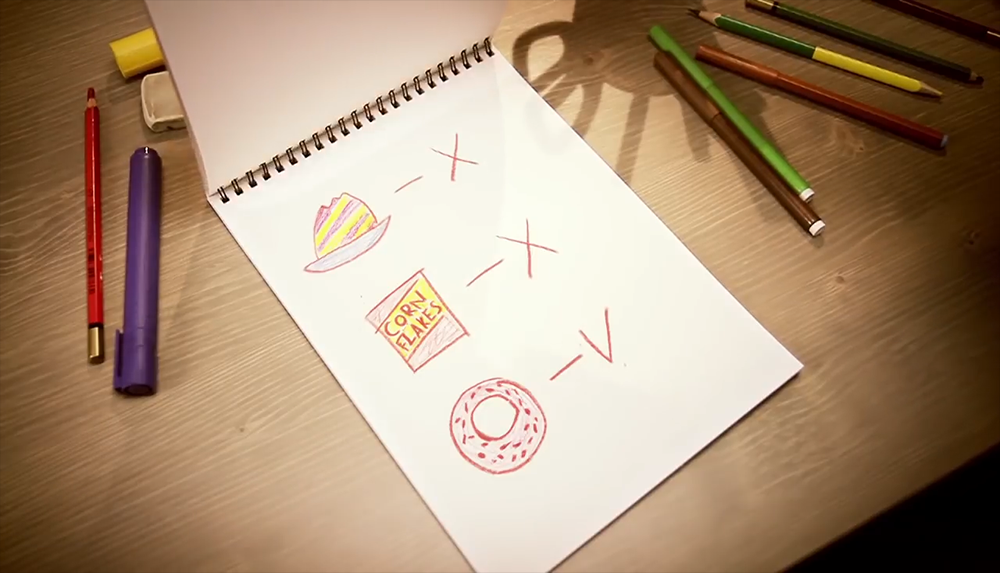 - X
CORN
FLAKES
- X
- V